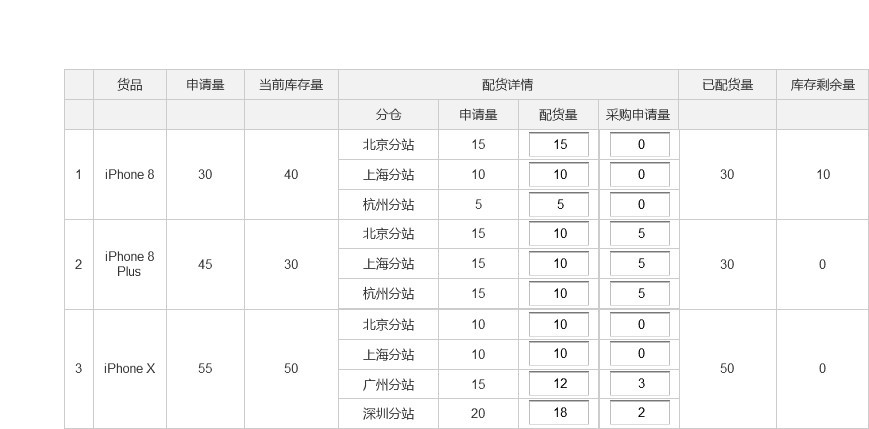 货品 申请量 当前库存量 配货详情 已配货量 库存剩余量
分仓 申请量 配货量 采购申请量
1 iPhone 8 30 40 北京分站 15 15 0 30 10
上海分站 10 10 0
杭州分站 5 5 0
2 iPhone 8 Plus 45 30 北京分站 15 10 5 30 0
上海分站 15 10 5
杭州分站 15 10 5
3 iPhone X 55 50 北京分站 10 10 0 50 0
上海分站 10 10 0
广州分站 15 12 3
深圳分站 20 18 2